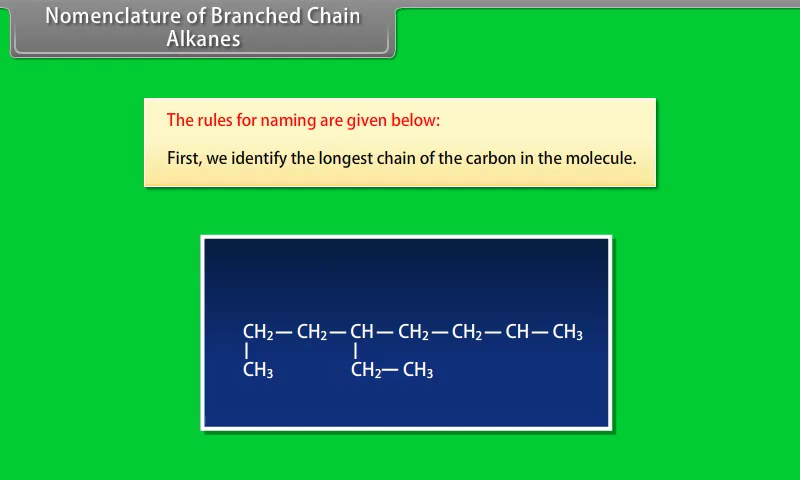 Nomenclature of Branched Chain
Alkanes
The rules for naming are given below:
First, we identify the longest chain of the carbon in the molecule.
CH₂— CH₂— CH — CH₂ — CH₂ — CH — CH₃
| |
CH₃ CH₂— CH₃